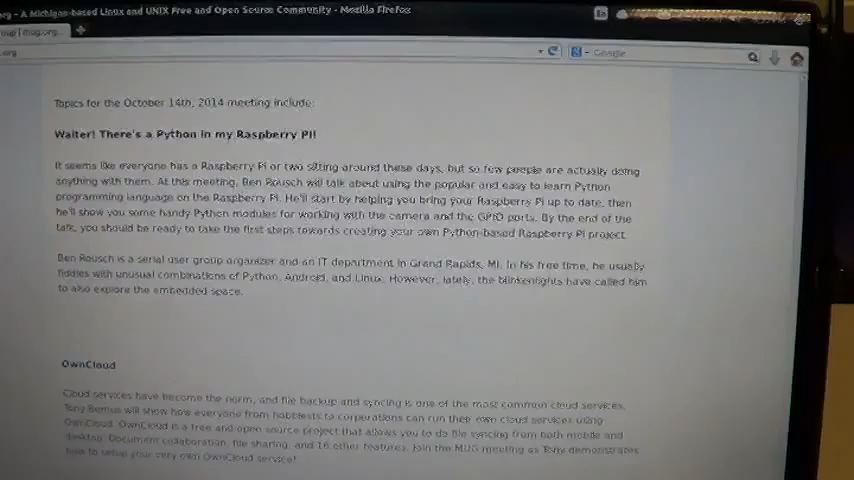 - A Michigan-based Linux and UNIX Free and Open Source Community - Mozilla Firefox
oup | mug.org...
.org
Google
Topics for the October 14th, 2014 meeting include:
Waiter! There's a Python in my Raspberry Pi!
It seems like everyone has a Raspberry Pi or two sitting around these days, but so few people are actually doing
anything with them. At this meeting, Ben Rousch will talk about using the popular and easy to learn Python
programming language on the Raspberry Pi. He'll start by helping you bring your Raspberry Pi up to date, then
he'll show you some handy Python modules for working with the camera and the GPIO ports. By the end of the
talk, you should be ready to take the first steps towards creating your own Python-based Raspberry Pi project.
Ben Rousch is a serial user group organizer and an IT department in Grand Rapids, MI. In his free time, he usually
fiddles with unusual combinations of Python, Android, and Linux. However, lately, the blinkenlights have called him
to also explore the embedded space.
OwnCloud
Cloud services have become the norm, and file backup and syncing is one of the most common cloud services.
Tony Bemus will show how everyone from hobbiests to corporations can run their own cloud services using
OwnCloud. OwnCloud is a free and open source project that allows you to do file syncing from both mobile and
desktop. Document collaboration, file sharing, and 16 other features. Join the MUG meeting as Tony demonstrates
how to setup your very own OwnCloud service!